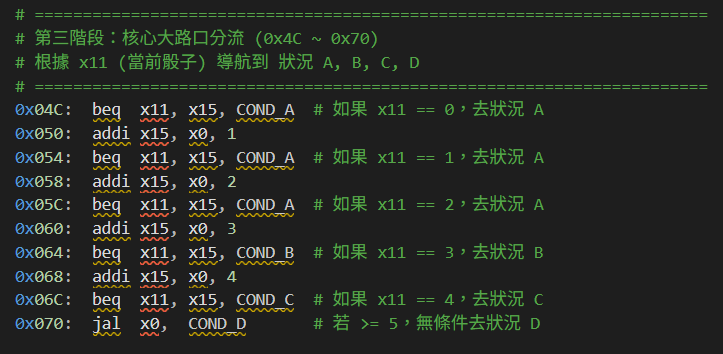 # ======================================================================
# 第三階段：核心大路口分流 (0x4C ~ 0x70)
# 根據 x11 (當前骰子) 導航到 狀況 A, B, C, D
# ======================================================================
0x04C:  beq  x11, x15, COND_A  # 如果 x11 == 0，去狀況 A
0x050:  addi x15, x0, 1
0x054:  beq  x11, x15, COND_A  # 如果 x11 == 1，去狀況 A
0x058:  addi x15, x0, 2
0x05C:  beq  x11, x15, COND_A  # 如果 x11 == 2，去狀況 A
0x060:  addi x15, x0, 3
0x064:  beq  x11, x15, COND_B  # 如果 x11 == 3，去狀況 B
0x068:  addi x15, x0, 4
0x06C:  beq  x11, x15, COND_C  # 如果 x11 == 4，去狀況 C
0x070:  jal  x0,  COND_D       # 若 >= 5，無條件去狀況 D